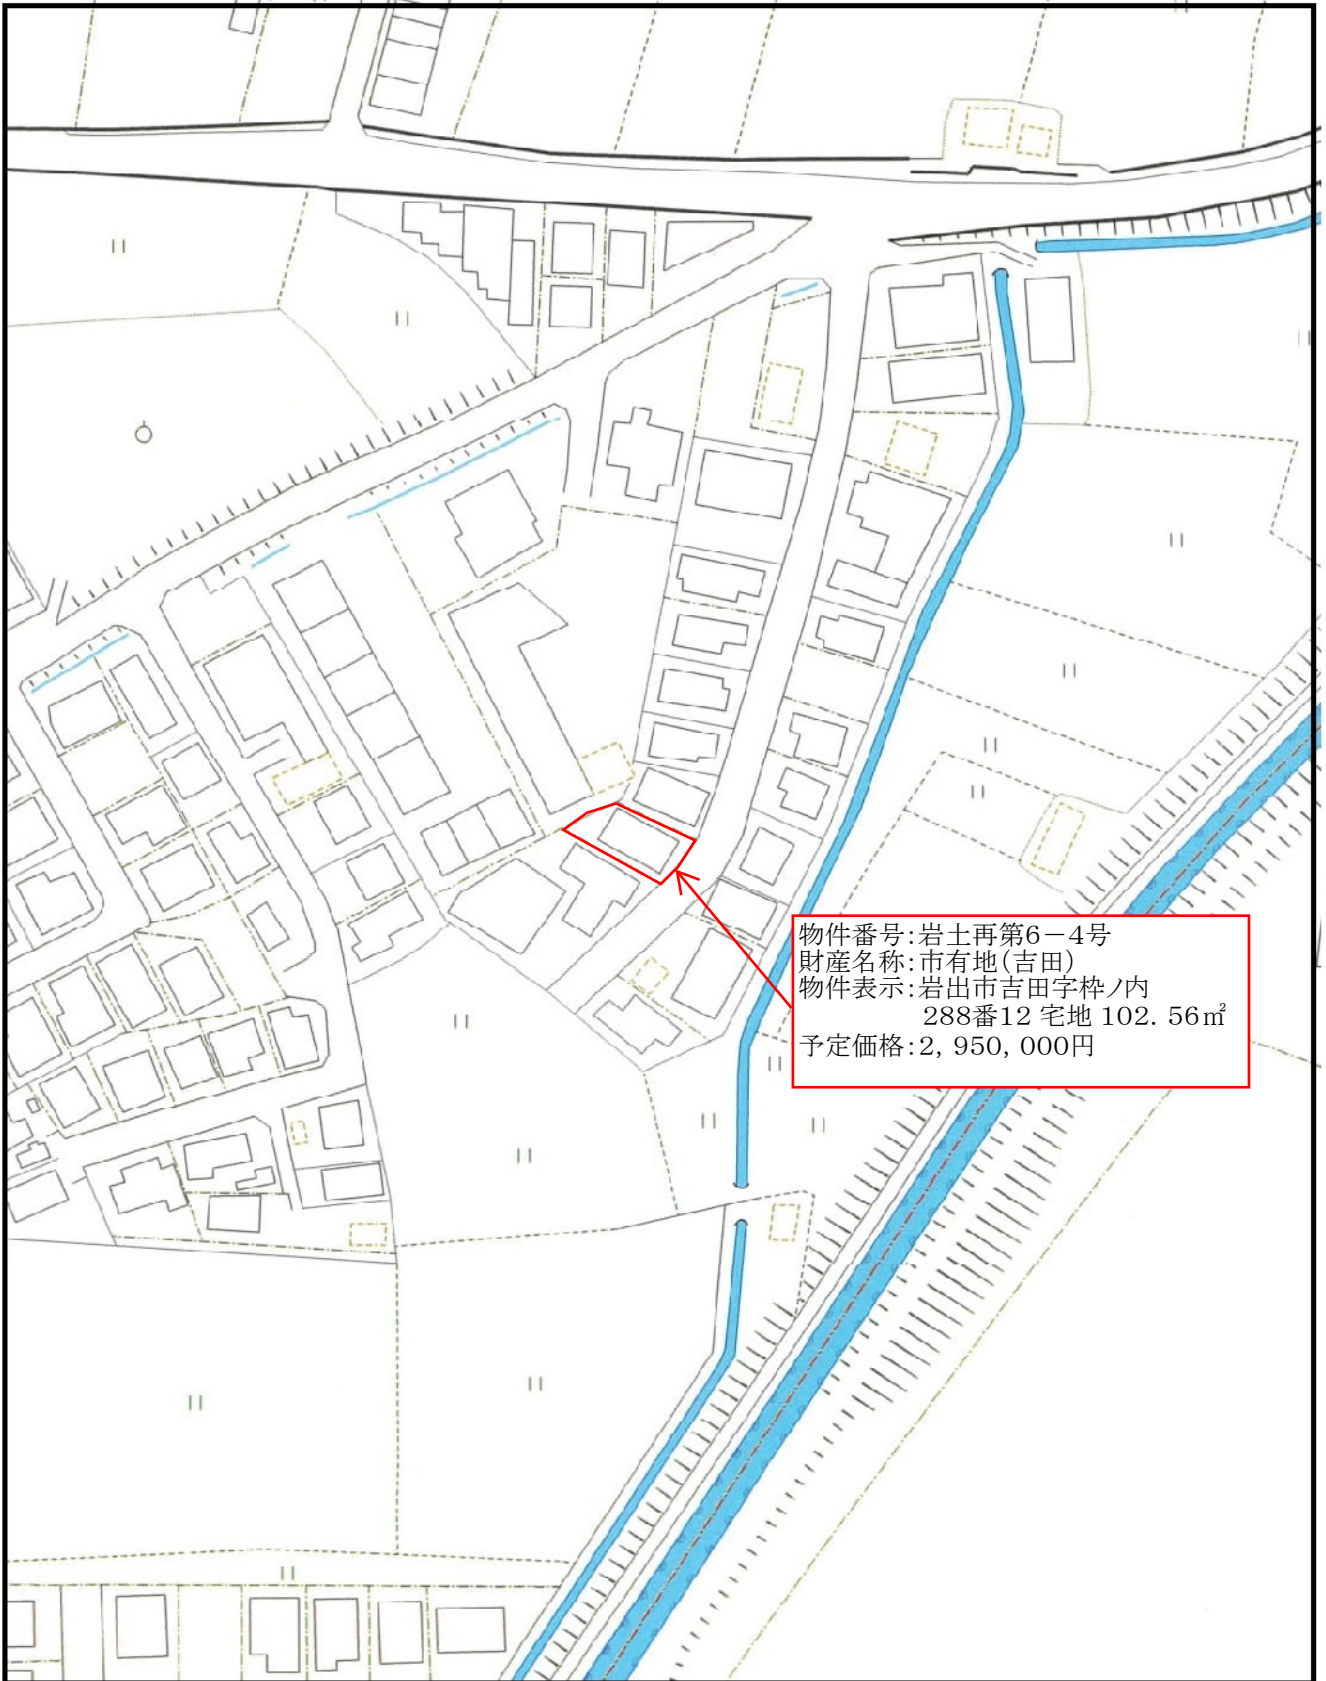 物件番号：岩土再第6－4号
財産名称：市有地（吉田）
物件表示：岩出市吉田字枠ノ内
288番12 宅地 102．56㎡
予定価格：2，950，000円